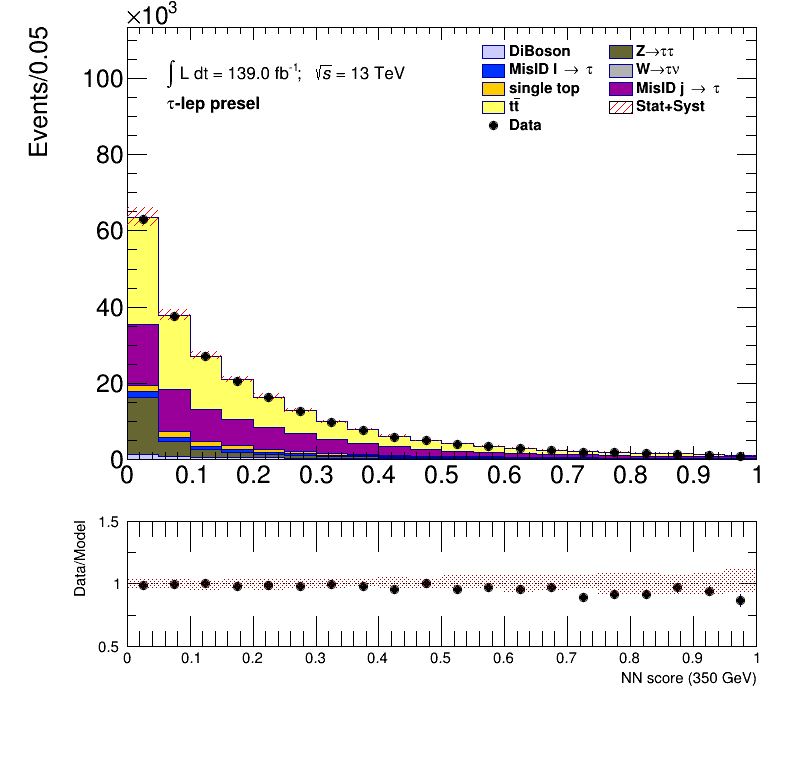 ×10³
Events/0.05
100
80
60
40
20
0
∫ L dt = 139.0 fb⁻¹; √s = 13 TeV
τ-lep presel
DiBoson
Z→ττ
MisID l → τ
W→τν
single top
MisID j → τ
tt̄
Stat+Syst
Data
0 0.1 0.2 0.3 0.4 0.5 0.6 0.7 0.8 0.9 1
Data/Model
1.5
1
0.5
0 0.1 0.2 0.3 0.4 0.5 0.6 0.7 0.8 0.9 1
NN score (350 GeV)